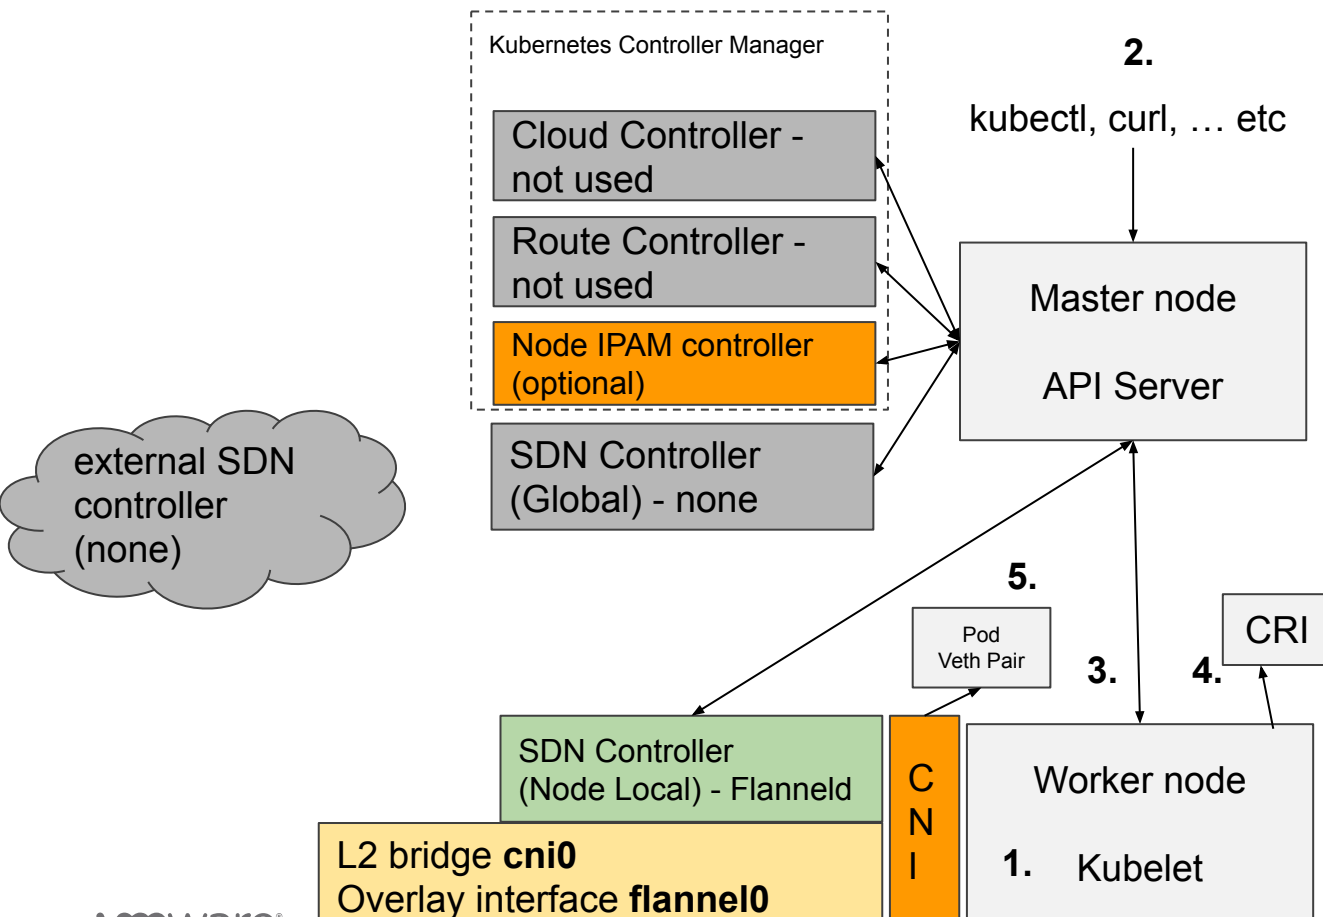 Kubernetes Controller Manager
2.
kubectl, curl, … etc
Cloud Controller -
not used
Route Controller -
not used
Node IPAM controller
(optional)
Master node
API Server
external SDN
controller
(none)
SDN Controller
(Global) - none
5.
Pod
Veth Pair
3.
4.
CRI
SDN Controller
(Node Local) - Flanneld
C
N
I
Worker node
1.
Kubelet
L2 bridge cni0
Overlay interface flannel0